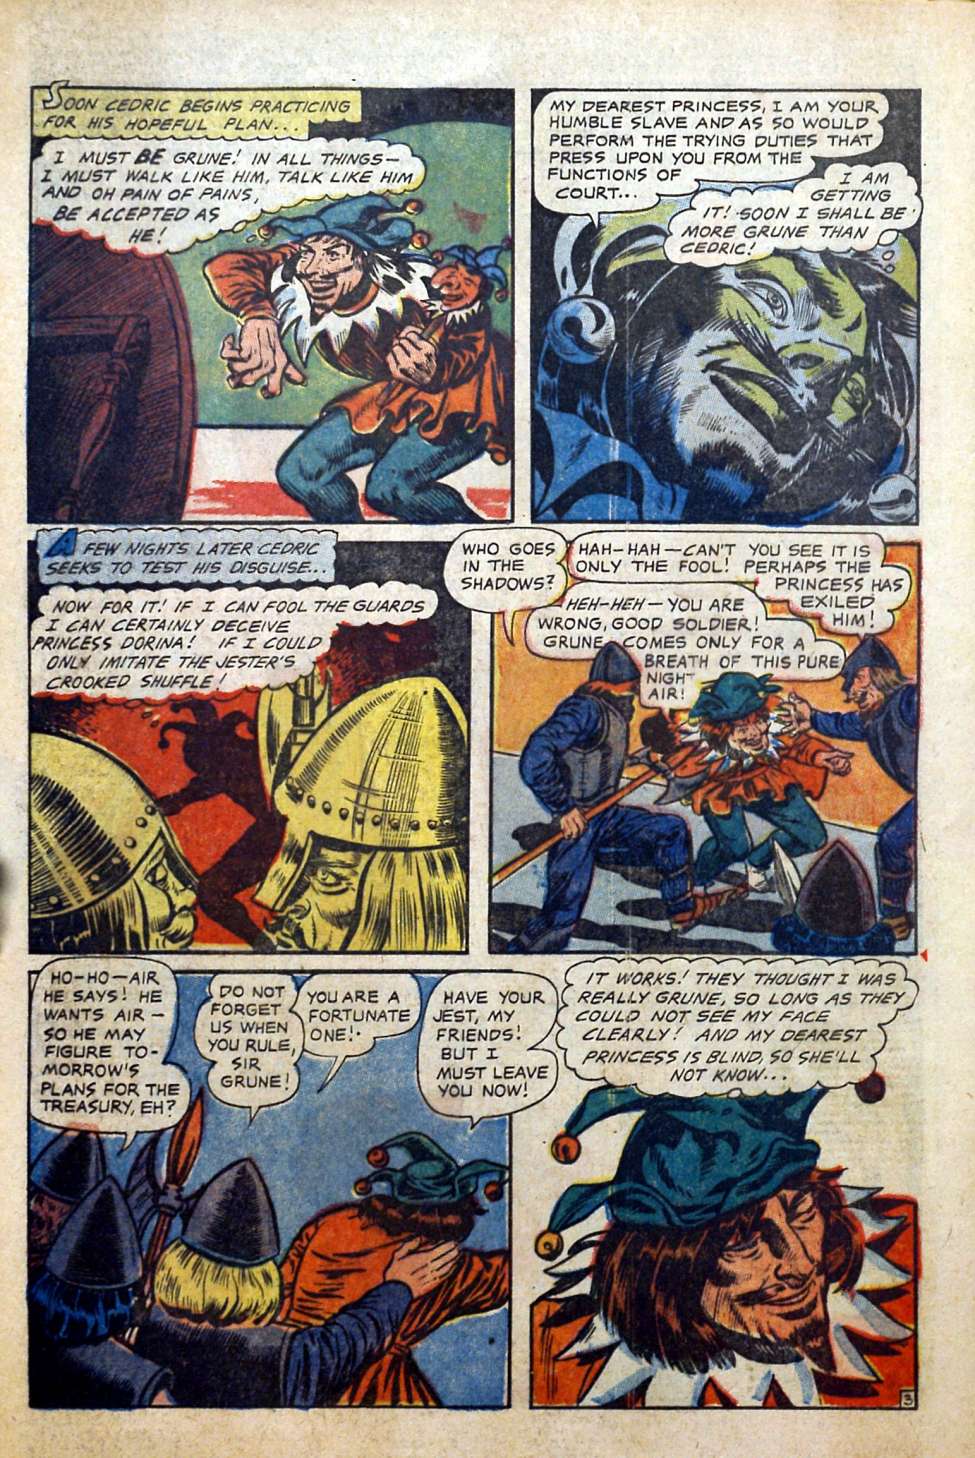 SOON CEDRIC BEGINS PRACTICING
FOR HIS HOPEFUL PLAN...
I MUST BE GRUNE! IN ALL THINGS—
I MUST WALK LIKE HIM, TALK LIKE HIM
AND OH PAIN OF PAINS,
BE ACCEPTED AS
HE!
MY DEAREST PRINCESS, I AM YOUR
HUMBLE SLAVE AND AS SO WOULD
PERFORM THE TRYING DUTIES THAT
PRESS UPON YOU FROM THE
FUNCTIONS OF
COURT...
I AM
GETTING
IT! SOON I SHALL BE
MORE GRUNE THAN
CEDRIC!
A FEW NIGHTS LATER CEDRIC
SEEKS TO TEST HIS DISGUISE...
NOW FOR IT! IF I CAN FOOL THE GUARDS
I CAN CERTAINLY DECEIVE
PRINCESS DORINA! IF I COULD
ONLY IMITATE THE JESTER'S
CROOKED SHUFFLE!
WHO GOES
IN THE
SHADOWS?
HAH-HAH—CAN'T YOU SEE IT IS
ONLY THE FOOL! PERHAPS THE
PRINCESS HAS
EXILED
HIM!
HEH-HEH—YOU ARE
WRONG, GOOD SOLDIER!
GRUNE COMES ONLY FOR A
BREATH OF THIS PURE
NIGHT
AIR!
HO-HO—AIR
HE SAYS! HE
WANTS AIR—
SO HE MAY
FIGURE TO-
MORROW'S
PLANS FOR THE
TREASURY, EH?
DO NOT
FORGET
US WHEN
YOU RULE,
SIR
GRUNE!
YOU ARE A
FORTUNATE
ONE!
HAVE YOUR
JEST, MY
FRIENDS!
BUT I
MUST LEAVE
YOU NOW!
IT WORKS! THEY THOUGHT I WAS
REALLY GRUNE, SO LONG AS THEY
COULD NOT SEE MY FACE
CLEARLY! AND MY DEAREST
PRINCESS IS BLIND, SO SHE'LL
NOT KNOW...
3